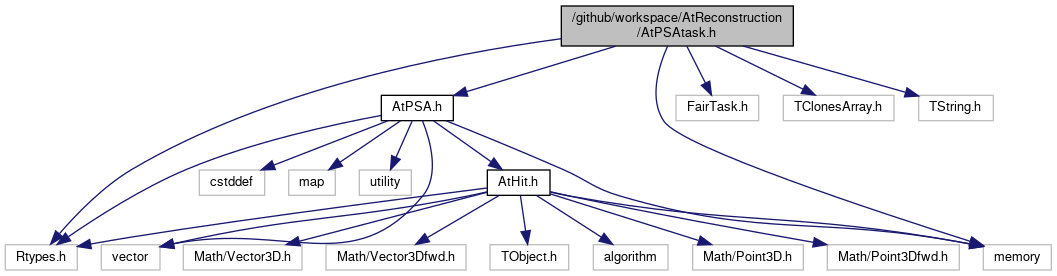 /github/workspace/AtReconstruction
/AtPSAtask.h
AtPSA.h
FairTask.h
TClonesArray.h
TString.h
cstddef
map
utility
AtHit.h
Rtypes.h
vector
Math/Vector3D.h
Math/Vector3Dfwd.h
TObject.h
algorithm
Math/Point3D.h
Math/Point3Dfwd.h
memory